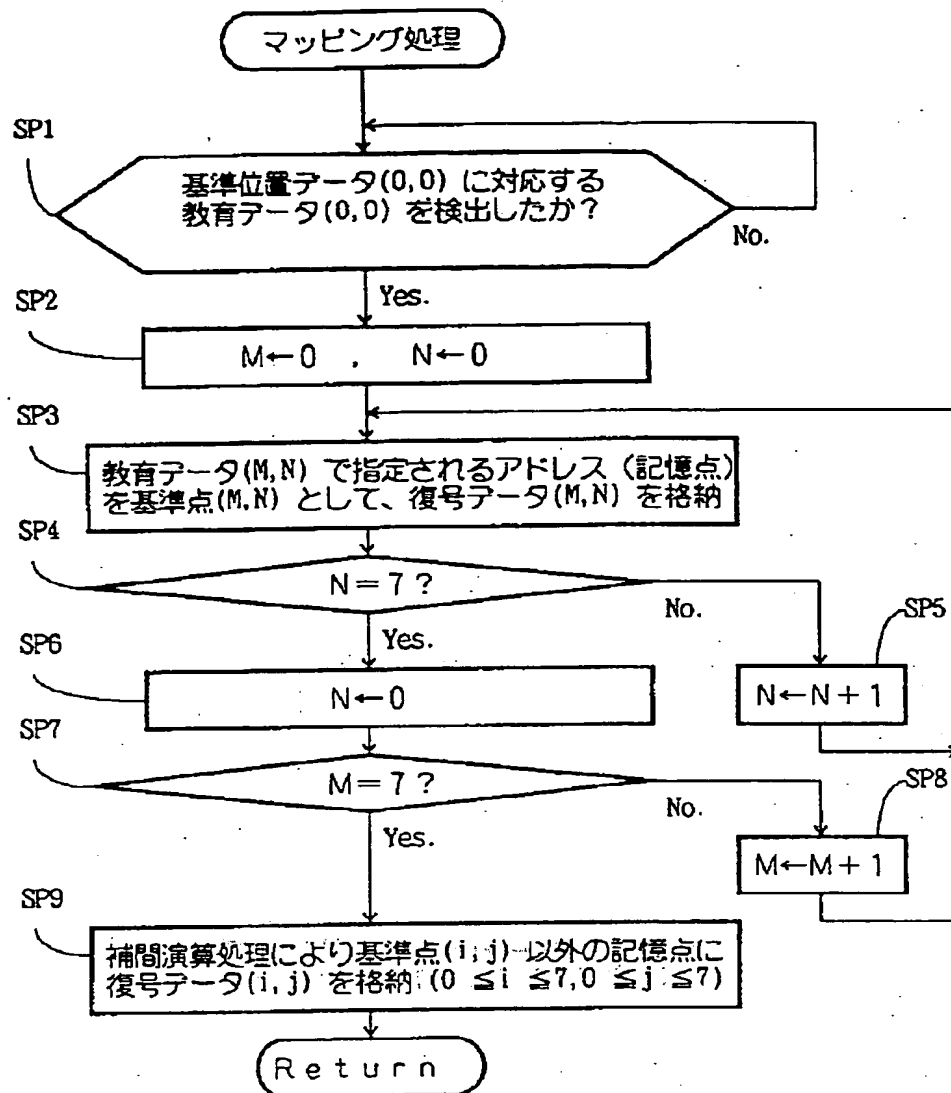 マッピング処理
SP1
基準位置データ(0,0) に対応する
教育データ(0,0) を検出したか？
No.
Yes.
SP2
M←0 , N←0
SP3
教育データ(M,N) で指定されるアドレス（記憶点）
を基準点(M,N) として、復号データ(M,N) を格納
SP4
N＝7？
No.
Yes.
SP5
N←N＋1
SP6
N←0
SP7
M＝7？
No.
Yes.
SP8
M←M＋1
SP9
補間演算処理により基準点(i,j) 以外の記憶点に
復号データ(i,j) を格納 (0 ≦i ≦7,0 ≦j ≦7)
Return